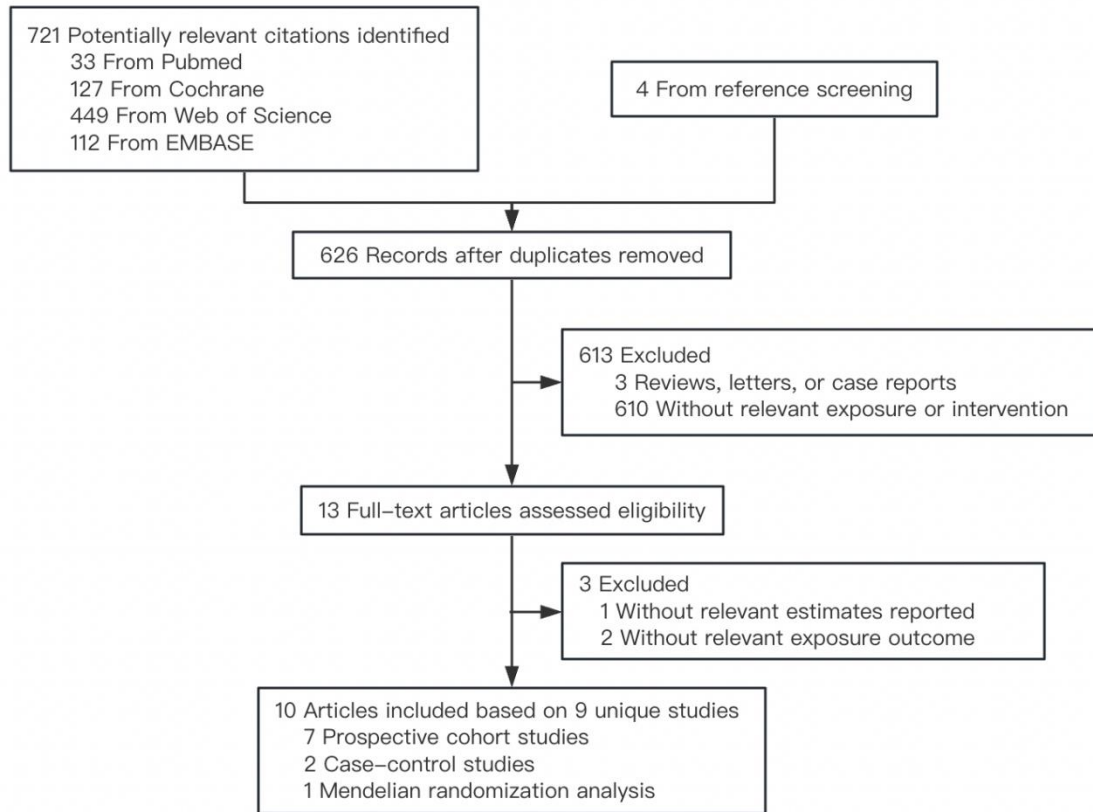 721 Potentially relevant citations identified
33 From Pubmed
127 From Cochrane
449 From Web of Science
112 From EMBASE
4 From reference screening
626 Records after duplicates removed
613 Excluded
3 Reviews, letters, or case reports
610 Without relevant exposure or intervention
13 Full-text articles assessed eligibility
3 Excluded
1 Without relevant estimates reported
2 Without relevant exposure outcome
10 Articles included based on 9 unique studies
7 Prospective cohort studies
2 Case-control studies
1 Mendelian randomization analysis